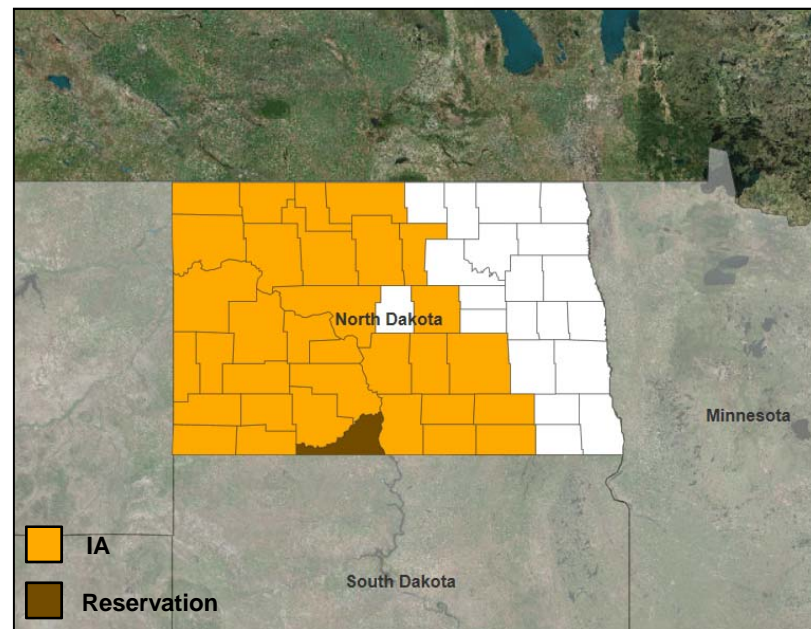 North Dakota
Minnesota
South Dakota
IA
Reservation